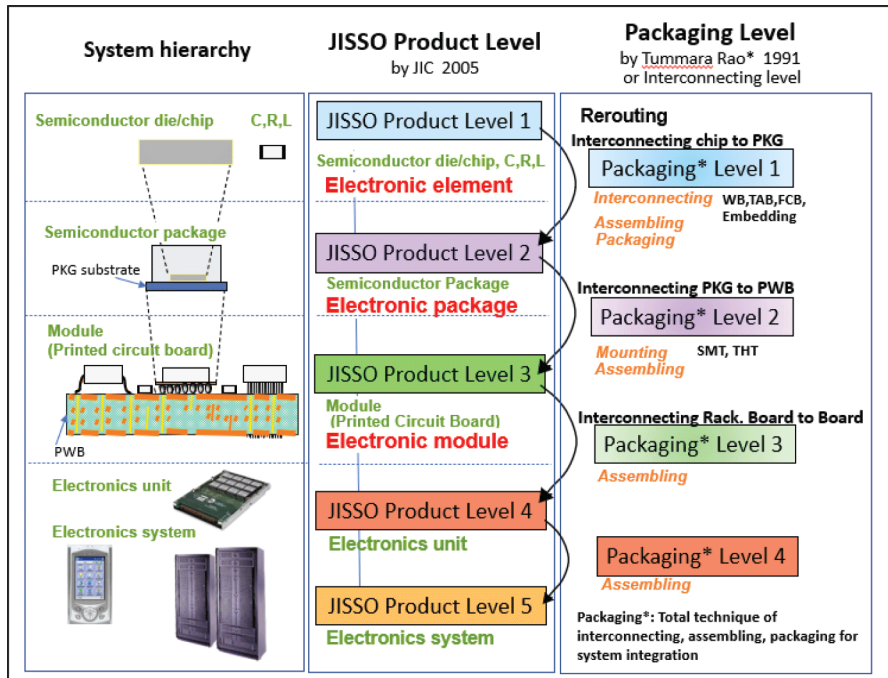 System hierarchy
JISSO Product Level
by JIC 2005
Packaging Level
by Tummara Rao* 1991
or Interconnecting level
Semiconductor die/chip
C,R,L
Semiconductor package
PKG substrate
Module
(Printed circuit board)
PWB
Electronics unit
Electronics system
JISSO Product Level 1
Semiconductor die/chip, C,R,L
Electronic element
JISSO Product Level 2
Semiconductor Package
Electronic package
JISSO Product Level 3
Module
(Printed Circuit Board)
Electronic module
JISSO Product Level 4
Electronics unit
JISSO Product Level 5
Electronics system
Rerouting
Interconnecting chip to PKG
Packaging* Level 1
Interconnecting
WB,TAB,FCB,
Embedding
Assembling
Packaging
Interconnecting PKG to PWB
Packaging* Level 2
Mounting
SMT, THT
Assembling
Interconnecting Rack. Board to Board
Packaging* Level 3
Assembling
Packaging* Level 4
Assembling
Packaging*: Total technique of
interconnecting, assembling, packaging for
system integration